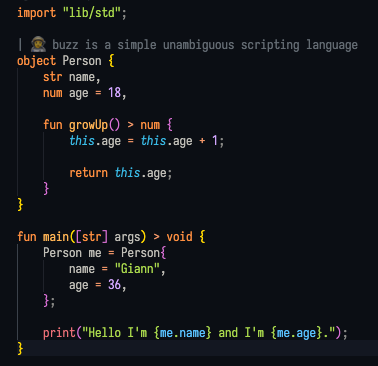 import "lib/std";
| 👨🏾‍🚀 buzz is a simple unambiguous scripting language
object Person {
    str name,
    num age = 18,
    fun growUp() > num {
        this.age = this.age + 1;
        return this.age;
    }
}
fun main([str] args) > void {
    Person me = Person{
        name = "Giann",
        age = 36,
    };
    print("Hello I'm {me.name} and I'm {me.age}.");
}